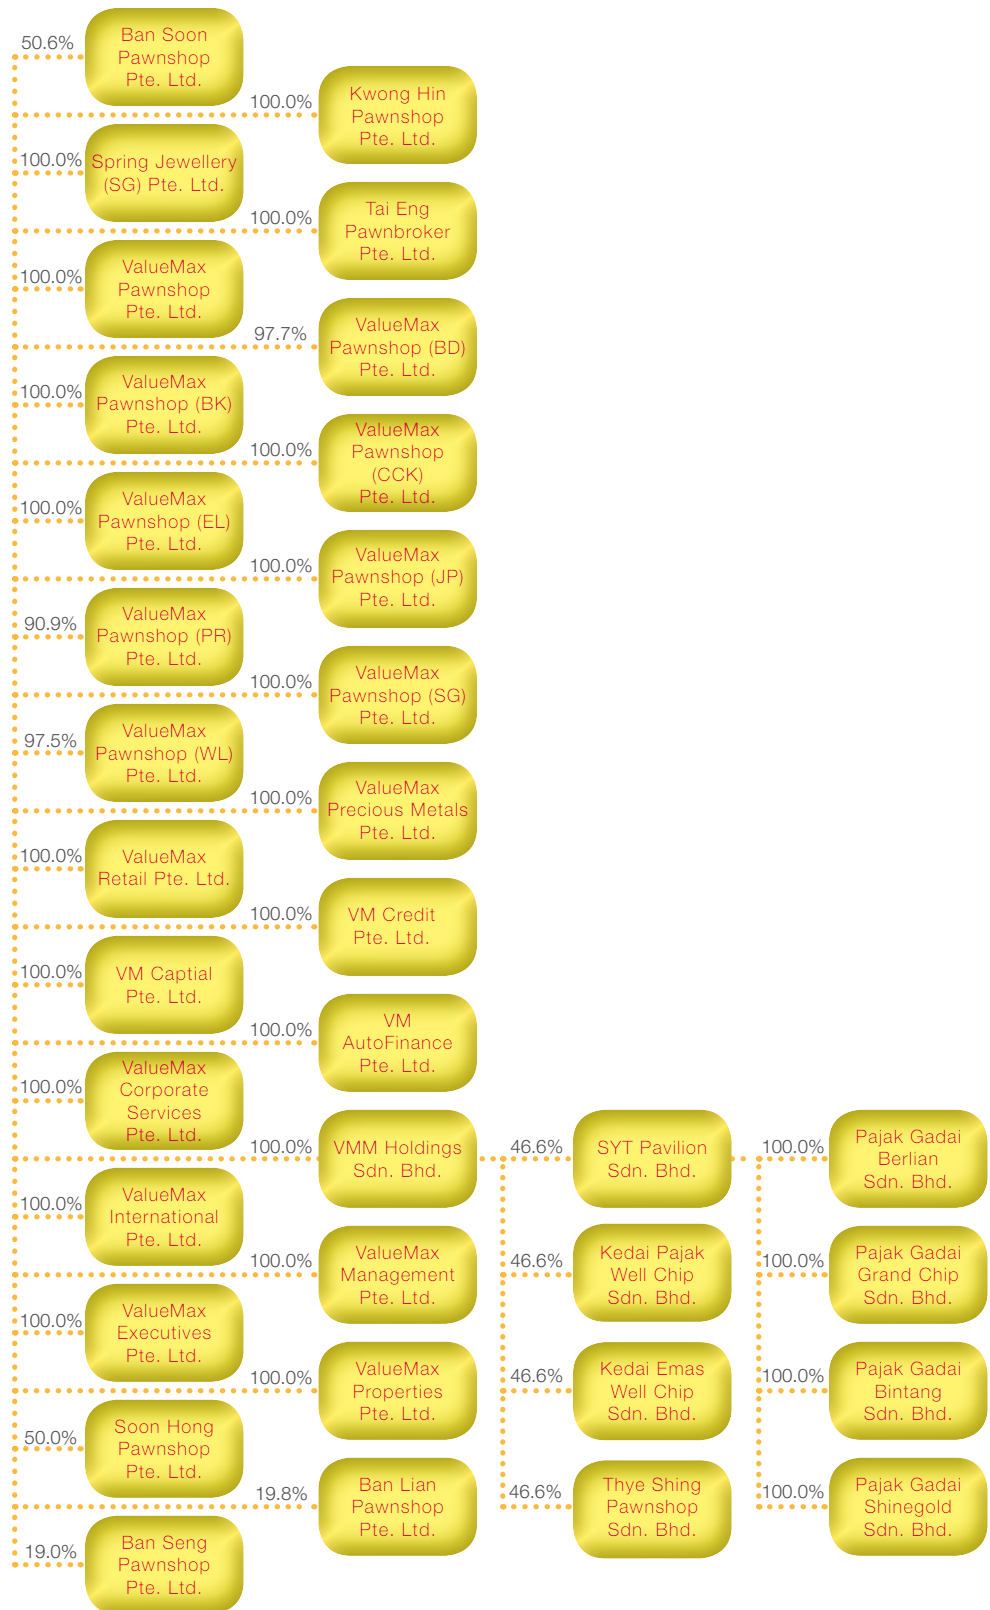 50.6%
Ban Soon
Pawnshop
Pte. Ltd.
100.0%
Kwong Hin
Pawnshop
Pte. Ltd.
100.0%
Spring Jewellery
(SG) Pte. Ltd.
100.0%
Tai Eng
Pawnbroker
Pte. Ltd.
100.0%
ValueMax
Pawnshop
Pte. Ltd.
97.7%
ValueMax
Pawnshop (BD)
Pte. Ltd.
100.0%
ValueMax
Pawnshop (BK)
Pte. Ltd.
100.0%
ValueMax
Pawnshop
(CCK)
Pte. Ltd.
100.0%
ValueMax
Pawnshop (EL)
Pte. Ltd.
100.0%
ValueMax
Pawnshop (JP)
Pte. Ltd.
90.9%
ValueMax
Pawnshop (PR)
Pte. Ltd.
100.0%
ValueMax
Pawnshop (SG)
Pte. Ltd.
97.5%
ValueMax
Pawnshop (WL)
Pte. Ltd.
100.0%
ValueMax
Precious Metals
Pte. Ltd.
100.0%
ValueMax
Retail Pte. Ltd.
100.0%
VM Credit
Pte. Ltd.
100.0%
VM Captial
Pte. Ltd.
100.0%
VM
AutoFinance
Pte. Ltd.
100.0%
ValueMax
Corporate
Services
Pte. Ltd.
100.0%
VMM Holdings
Sdn. Bhd.
46.6%
SYT Pavilion
Sdn. Bhd.
100.0%
Pajak Gadai
Berlian
Sdn. Bhd.
100.0%
ValueMax
International
Pte. Ltd.
100.0%
ValueMax
Management
Pte. Ltd.
46.6%
Kedai Pajak
Well Chip
Sdn. Bhd.
100.0%
Pajak Gadai
Grand Chip
Sdn. Bhd.
100.0%
ValueMax
Executives
Pte. Ltd.
100.0%
ValueMax
Properties
Pte. Ltd.
46.6%
Kedai Emas
Well Chip
Sdn. Bhd.
100.0%
Pajak Gadai
Bintang
Sdn. Bhd.
50.0%
Soon Hong
Pawnshop
Pte. Ltd.
19.8%
Ban Lian
Pawnshop
Pte. Ltd.
46.6%
Thye Shing
Pawnshop
Sdn. Bhd.
100.0%
Pajak Gadai
Shinegold
Sdn. Bhd.
19.0%
Ban Seng
Pawnshop
Pte. Ltd.